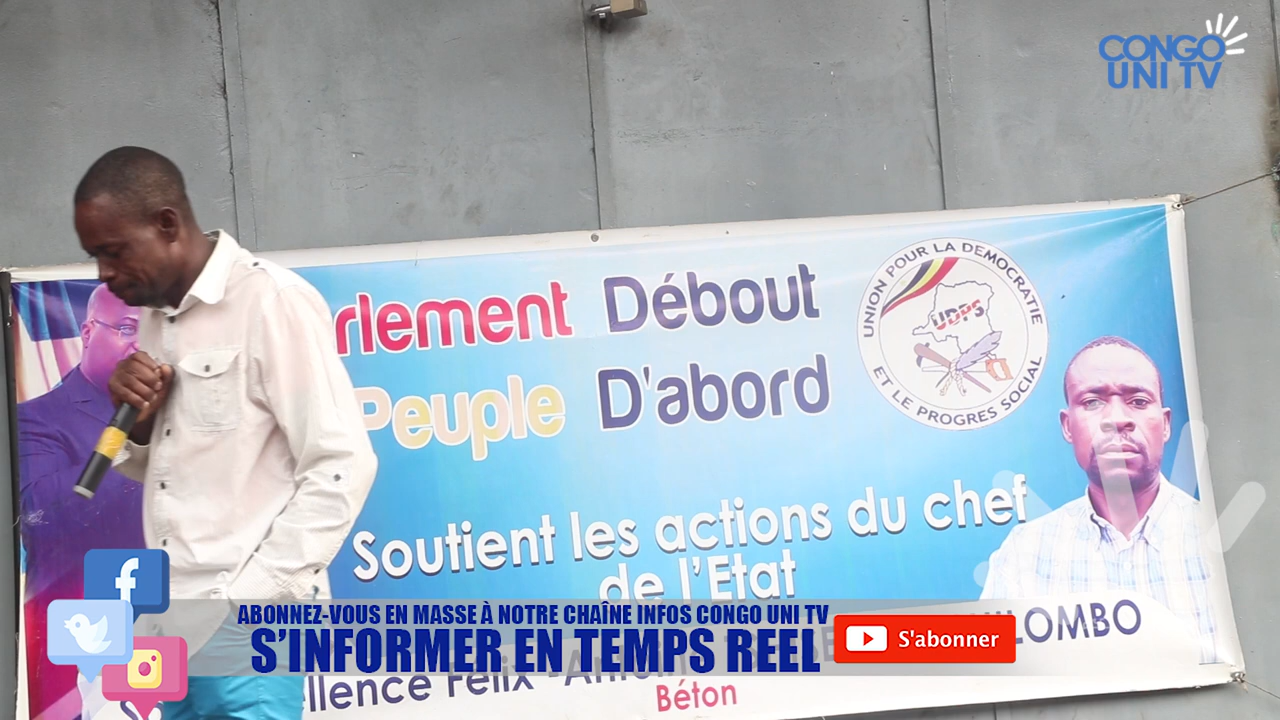 CONGO
UNI TV
rlement Débout
Peuple D'abord
UNION POUR LA DEMOCRATIE
UDPS
ET LE PROGRES SOCIAL
Soutient les actions du chef
de l'Etat
ABONNEZ-VOUS EN MASSE À NOTRE CHAÎNE INFOS CONGO UNI TV
S'INFORMER EN TEMPS REEL
S'abonner
LOMBO
ellence Félix
Béton